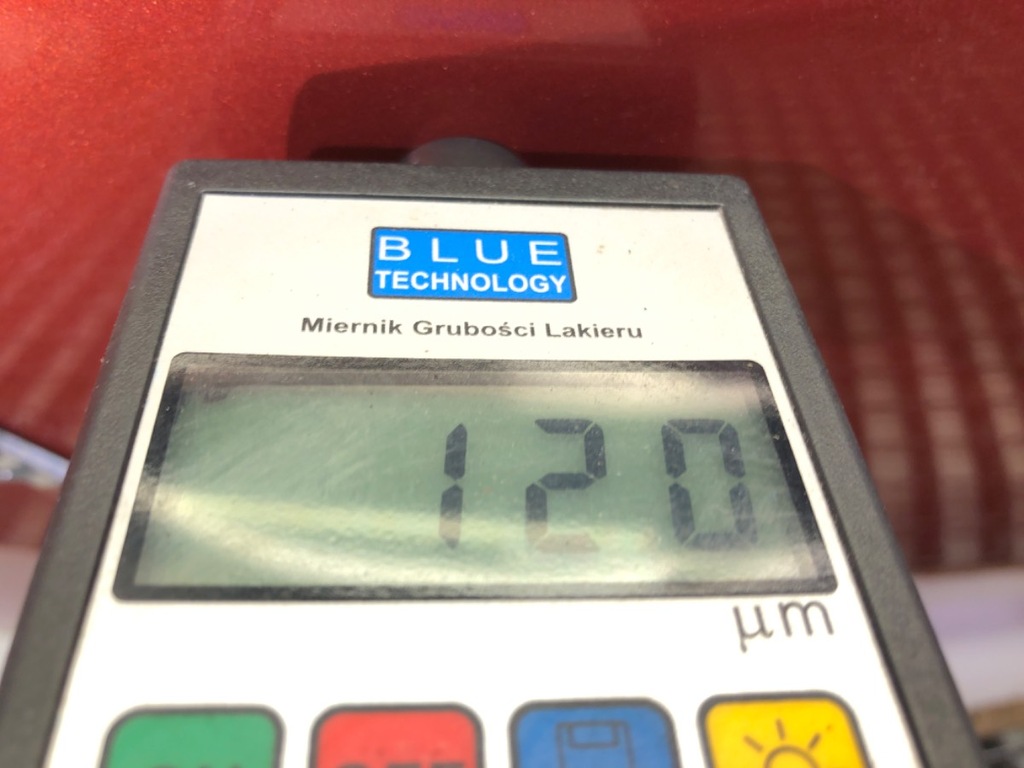 BLUE
TECHNOLOGY
Miernik Grubości Lakieru
120
µm